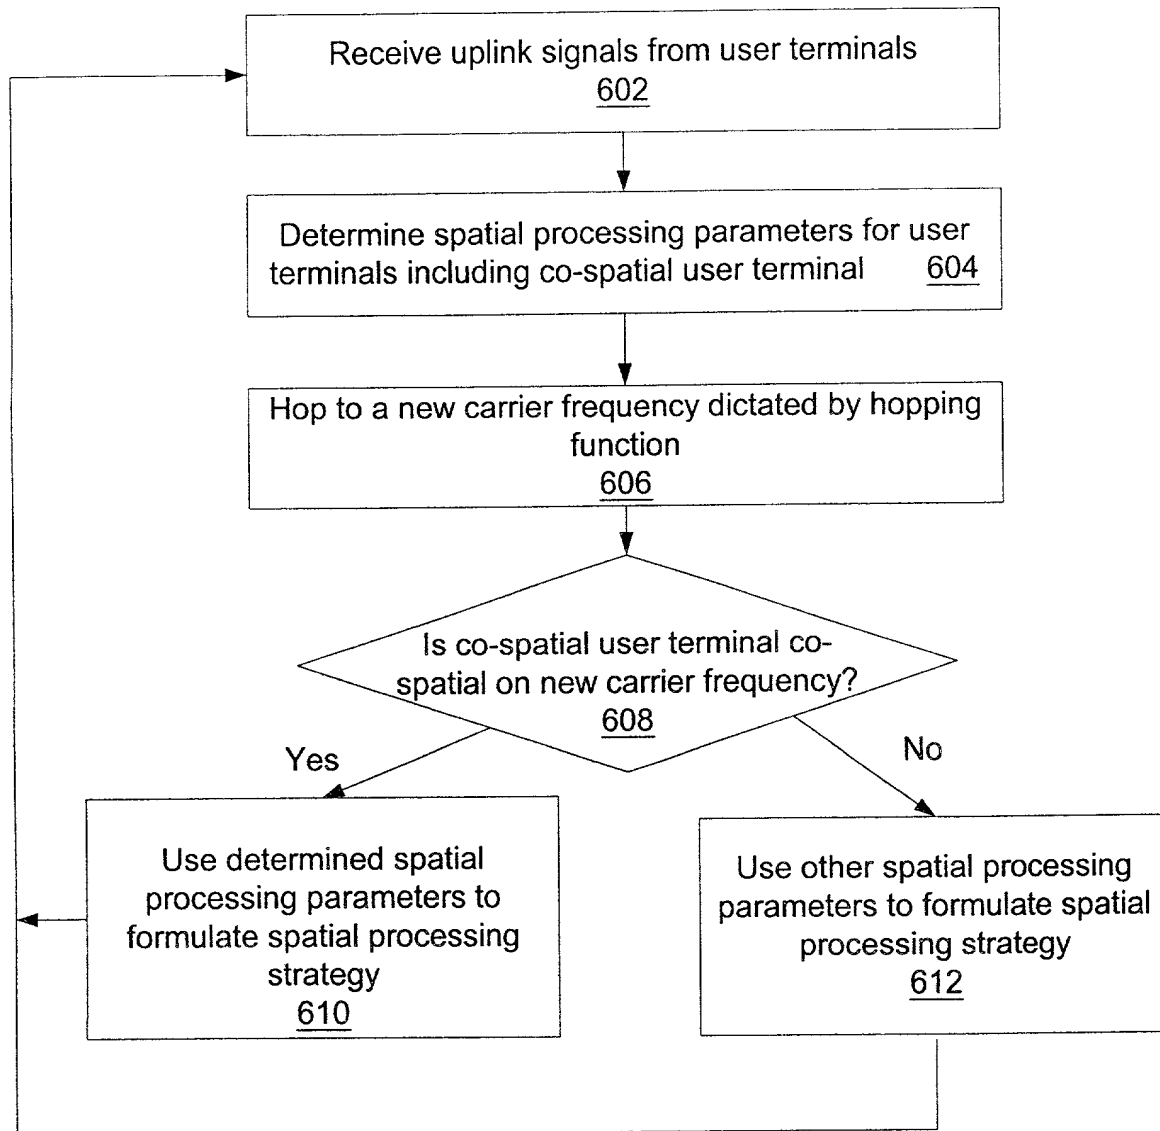 Receive uplink signals from user terminals
602
Determine spatial processing parameters for user
terminals including co-spatial user terminal 604
Hop to a new carrier frequency dictated by hopping
function
606
Is co-spatial user terminal co-
spatial on new carrier frequency?
608
Yes
No
Use determined spatial
processing parameters to
formulate spatial processing
strategy
610
Use other spatial processing
parameters to formulate spatial
processing strategy
612